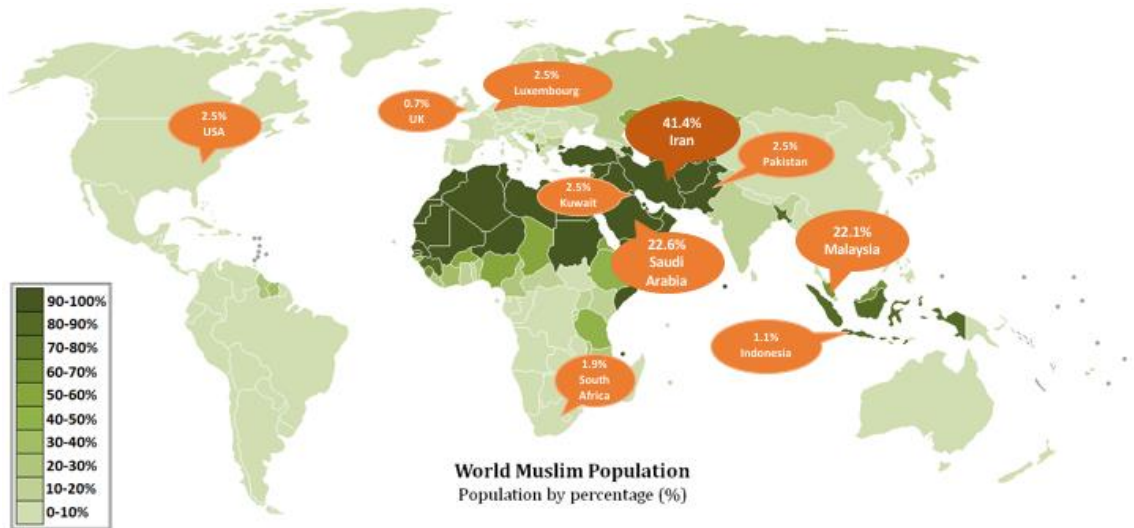 2.5%
Luxembourg
0.7%
UK
2.5%
USA
41.4%
Iran
2.5%
Pakistan
2.5%
Kuwait
22.6%
Saudi
Arabia
22.1%
Malaysia
1.1%
Indonesia
1.9%
South
Africa
90-100%
80-90%
70-80%
60-70%
50-60%
40-50%
30-40%
20-30%
10-20%
0-10%
World Muslim Population
Population by percentage (%)